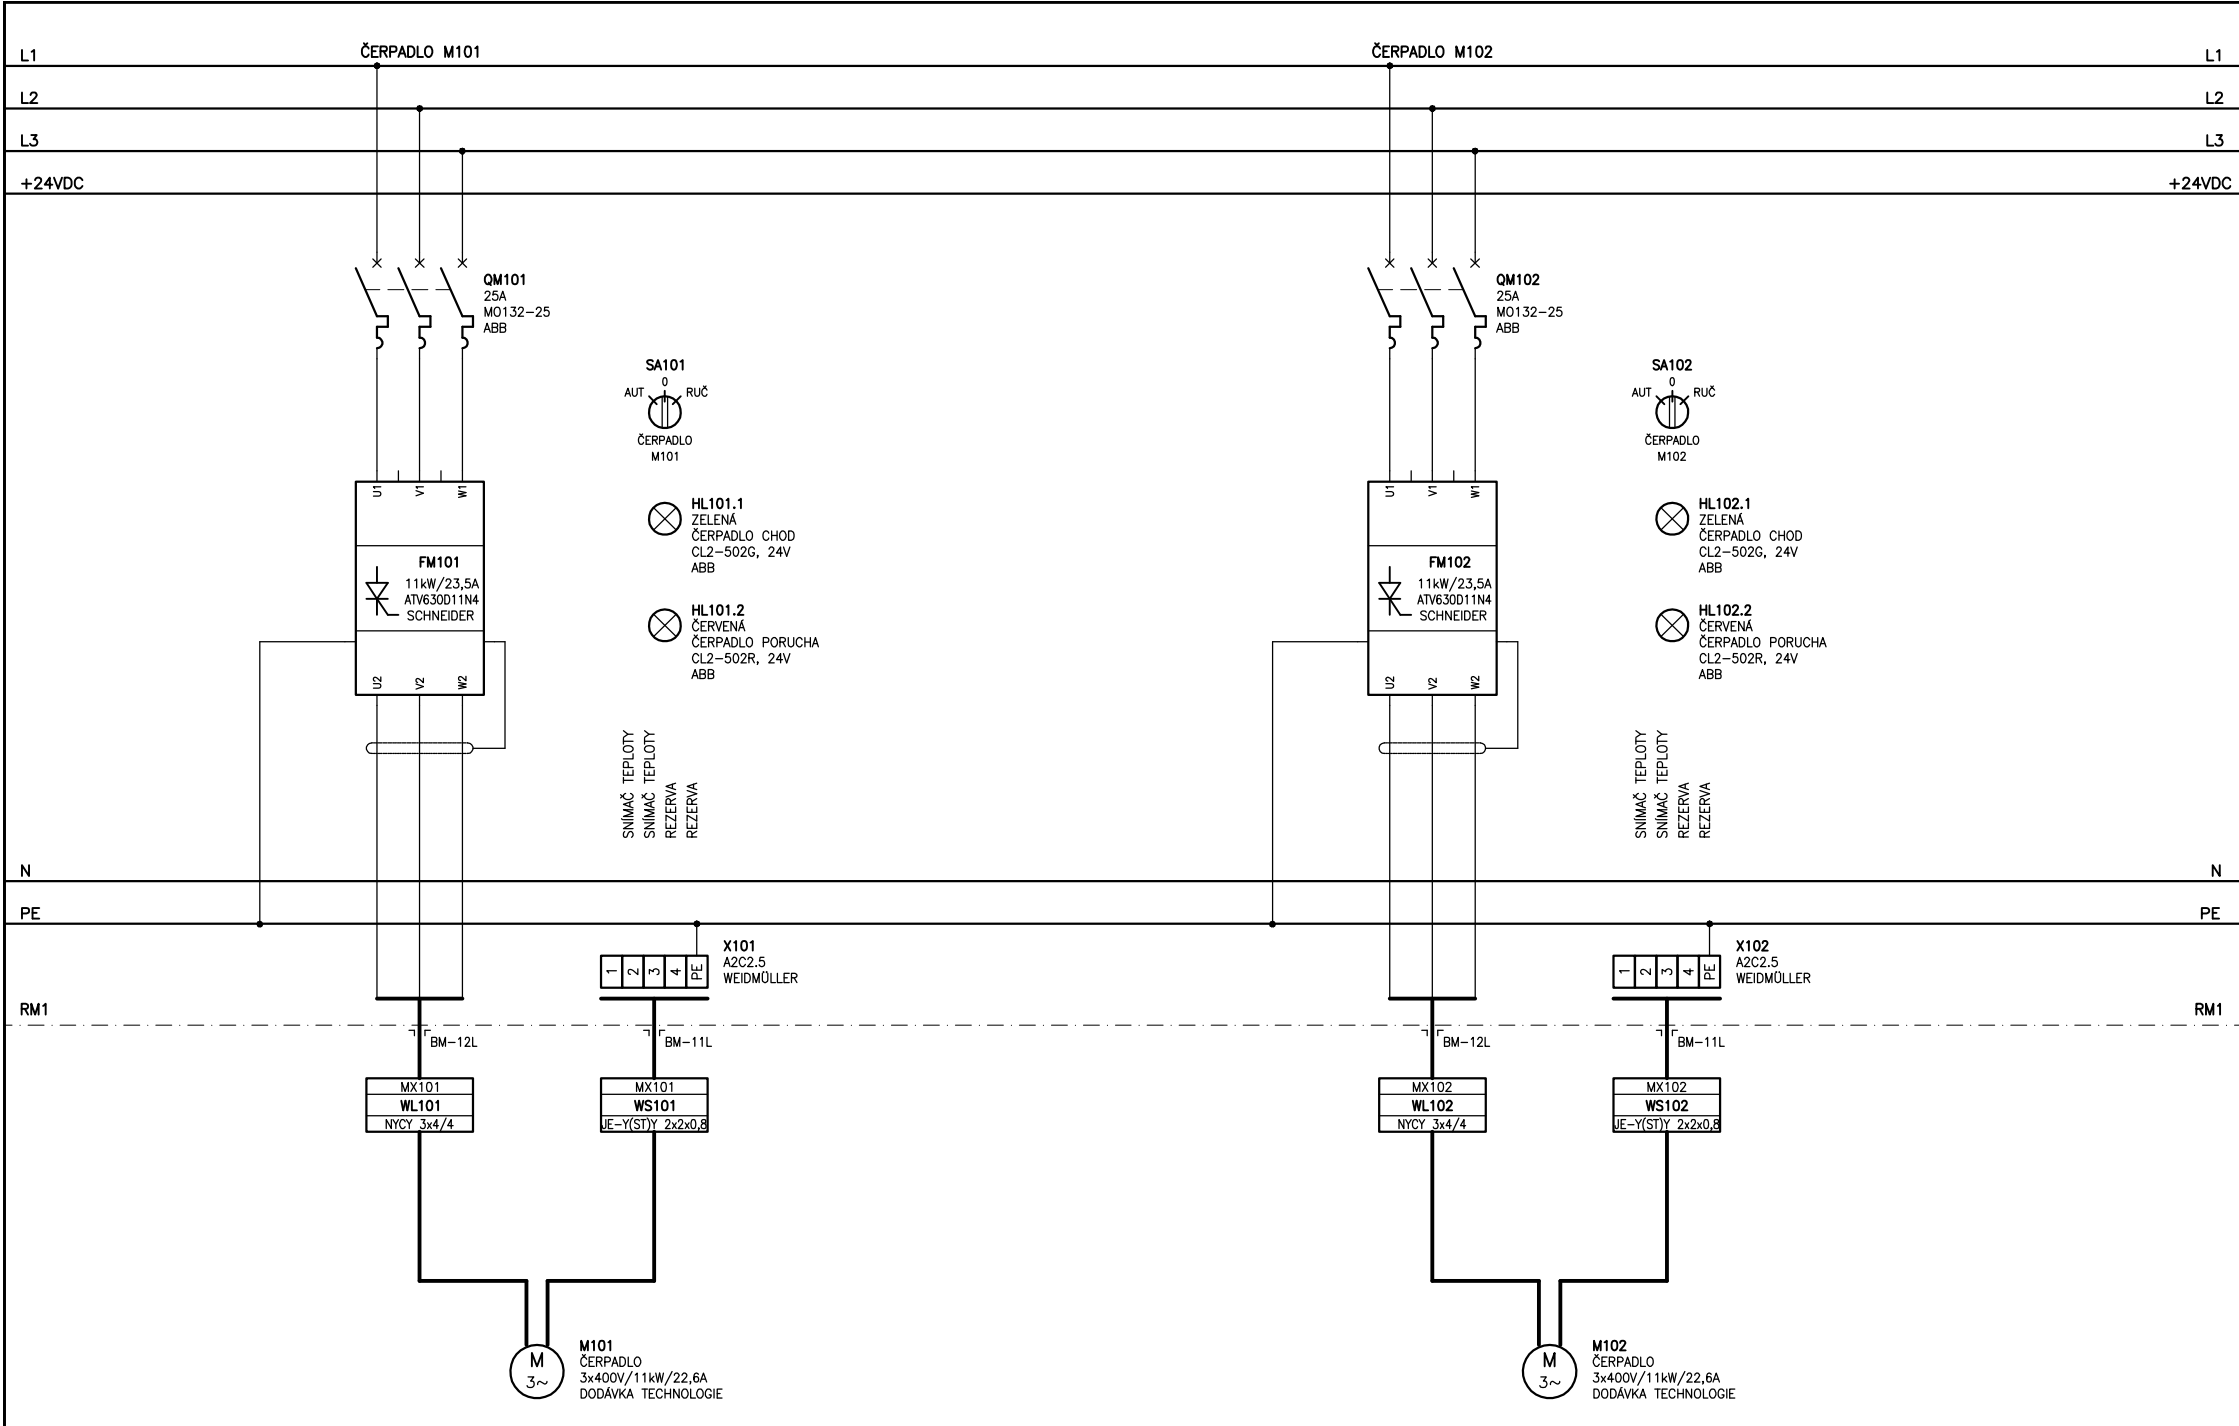 L1
ČERPADLO M101
ČERPADLO M102
L1
L2
L2
L3
L3
+24VDC
+24VDC
QM101
25A
MO132-25
ABB
QM102
25A
MO132-25
ABB
SA101
0
AUT
RUČ
ČERPADLO
M101
SA102
0
AUT
RUČ
ČERPADLO
M102
U1
V1
W1
FM101
11kW/23,5A
ATV630D11N4
SCHNEIDER
U2
V2
W2
HL101.1
ZELENÁ
ČERPADLO CHOD
CL2-502G, 24V
ABB
HL101.2
ČERVENÁ
ČERPADLO PORUCHA
CL2-502R, 24V
ABB
U1
V1
W1
FM102
11kW/23,5A
ATV630D11N4
SCHNEIDER
U2
V2
W2
HL102.1
ZELENÁ
ČERPADLO CHOD
CL2-502G, 24V
ABB
HL102.2
ČERVENÁ
ČERPADLO PORUCHA
CL2-502R, 24V
ABB
SNÍMAČ TEPLOTY
SNÍMAČ TEPLOTY
REZERVA
REZERVA
SNÍMAČ TEPLOTY
SNÍMAČ TEPLOTY
REZERVA
REZERVA
N
N
PE
PE
1
2
3
4
PE
X101
A2C2.5
WEIDMÜLLER
1
2
3
4
PE
X102
A2C2.5
WEIDMÜLLER
RM1
RM1
BM-12L
BM-11L
BM-12L
BM-11L
MX101
WL101
NYCY 3x4/4
MX101
WS101
JE-Y(ST)Y 2x2x0,8
MX102
WL102
NYCY 3x4/4
MX102
WS102
JE-Y(ST)Y 2x2x0,8
M
3~
M101
ČERPADLO
3x400V/11kW/22,6A
DODÁVKA TECHNOLOGIE
M
3~
M102
ČERPADLO
3x400V/11kW/22,6A
DODÁVKA TECHNOLOGIE